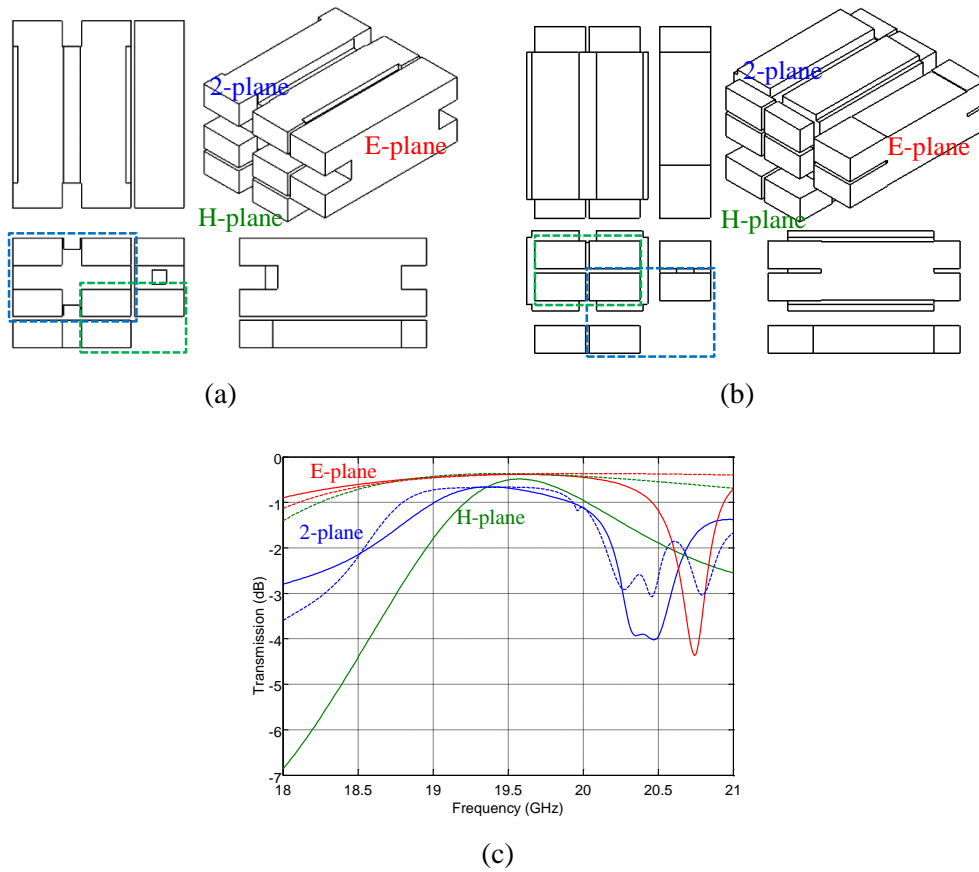 2-plane
E-plane
H-plane
(a)
2-plane
E-plane
H-plane
(b)
0
-1
-2
-3
-4
-5
-6
-7
Transmission (dB)
E-plane
2-plane
H-plane
18
18.5
19
19.5
20
20.5
21
Frequency (GHz)
(c)